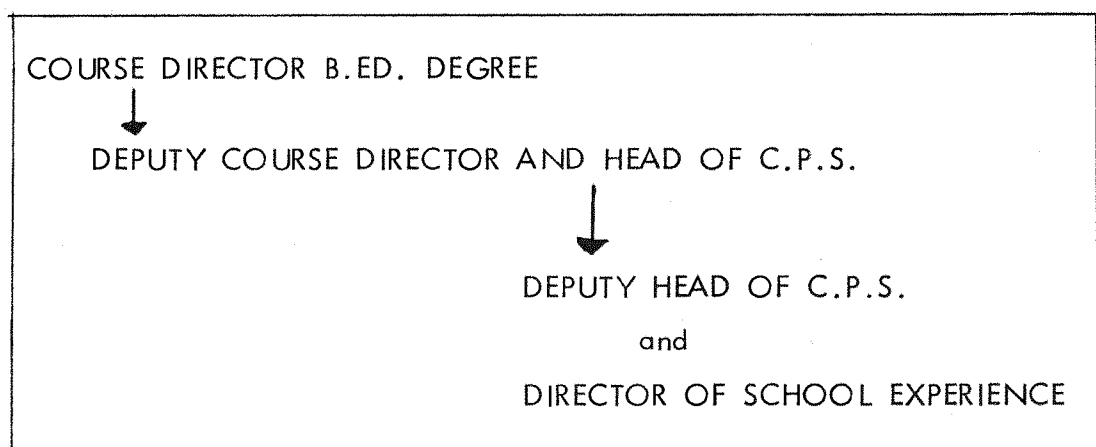 COURSE DIRECTOR B.ED. DEGREE
DEPUTY COURSE DIRECTOR AND HEAD OF C.P.S.
DEPUTY HEAD OF C.P.S.
and
DIRECTOR OF SCHOOL EXPERIENCE